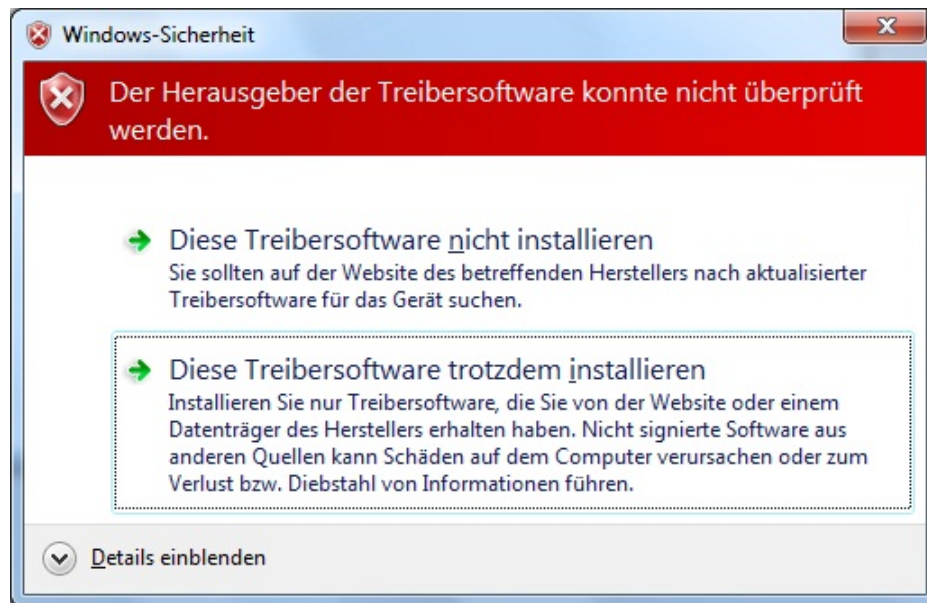 Windows-Sicherheit
Der Herausgeber der Treibersoftware konnte nicht überprüft
werden.
Diese Treibersoftware nicht installieren
Sie sollten auf der Website des betreffenden Herstellers nach aktualisierter
Treibersoftware für das Gerät suchen.
Diese Treibersoftware trotzdem installieren
Installieren Sie nur Treibersoftware, die Sie von der Website oder einem
Datenträger des Herstellers erhalten haben. Nicht signierte Software aus
anderen Quellen kann Schäden auf dem Computer verursachen oder zum
Verlust bzw. Diebstahl von Informationen führen.
Details einblenden